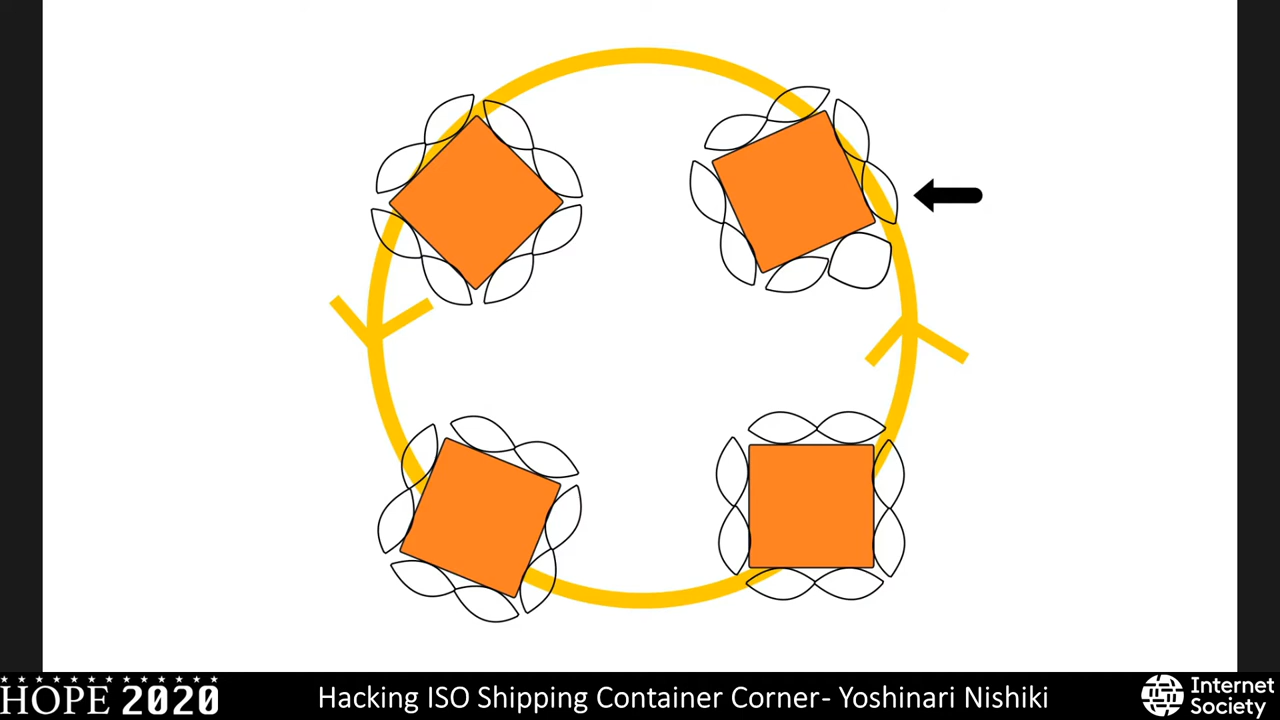 HOPE 2020
Hacking ISO Shipping Container Corner- Yoshinari Nishiki
Internet
Society